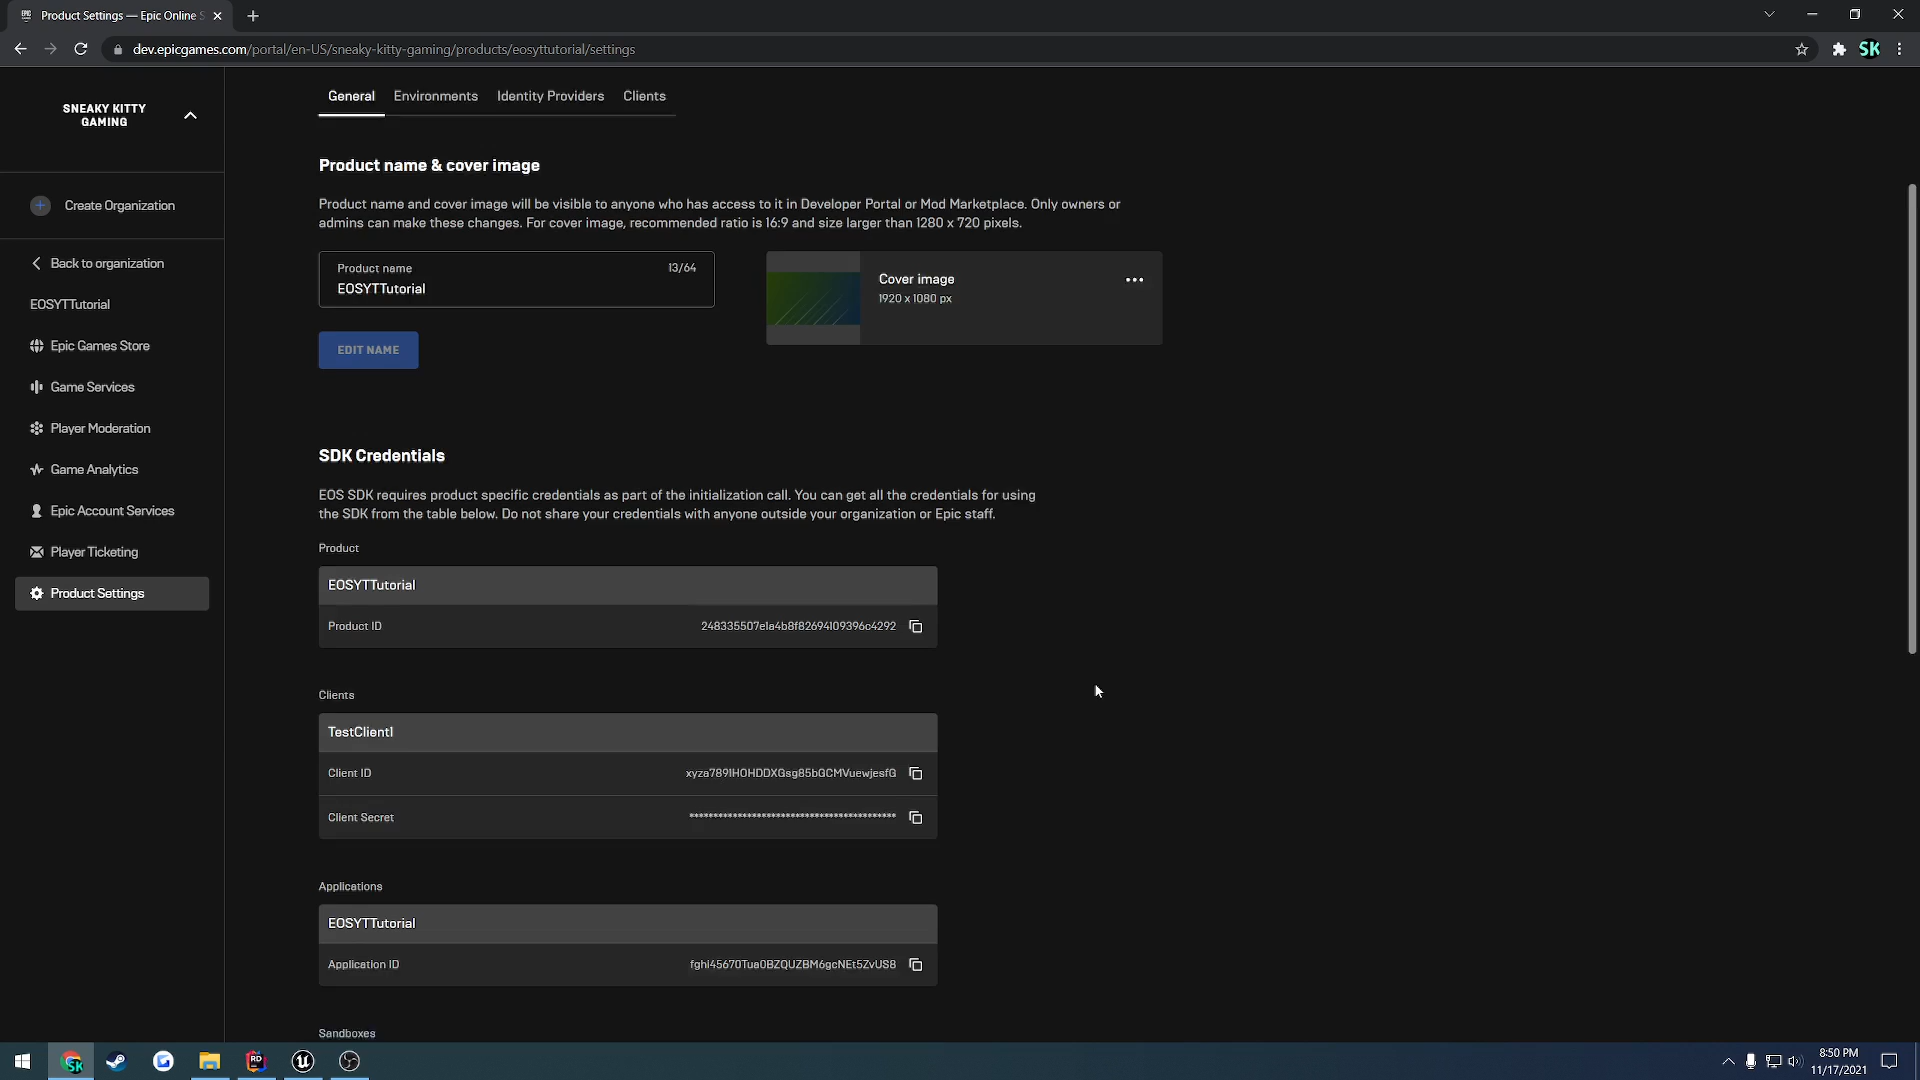 Product Settings — Epic Online S
dev.epicgames.com/portal/en-US/sneaky-kitty-gaming/products/eosyttutorial/settings
SK
SNEAKY KITTY
GAMING
Create Organization
Back to organization
EOSYTTutorial
Epic Games Store
Game Services
Player Moderation
Game Analytics
Epic Account Services
Player Ticketing
Product Settings
General Environments Identity Providers Clients
Product name & cover image
Product name and cover image will be visible to anyone who has access to it in Developer Portal or Mod Marketplace. Only owners or
admins can make these changes. For cover image, recommended ratio is 16:9 and size larger than 1280 x 720 pixels.
Product name 13/64
EOSYTTutorial
Cover image
1920 x 1080 px
EDIT NAME
SDK Credentials
EOS SDK requires product specific credentials as part of the initialization call. You can get all the credentials for using
the SDK from the table below. Do not share your credentials with anyone outside your organization or Epic staff.
Product
EOSYTTutorial
Product ID 248335507e1a4b8f82694109396c4292
Clients
TestClient1
Client ID xyza7891HOHDDXGsg85bGCMVuewjesfG
Client Secret *******************************************
Applications
EOSYTTutorial
Application ID fghi45670Tua0BZQUZBM6gcNEt5ZvUS8
Sandboxes
8:50 PM
11/17/2021